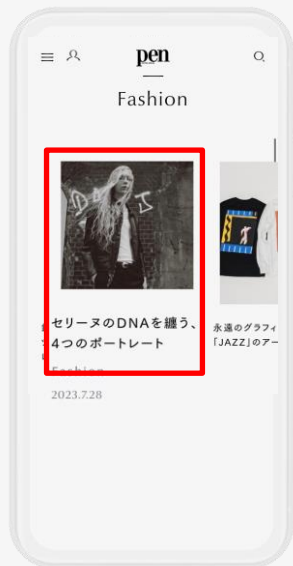 pen
Fashion
セリーヌのDNAを纏う、
4つのポートレート
Fashion
2023.7.28
永遠のグラフィ
「JAZZ」のアー